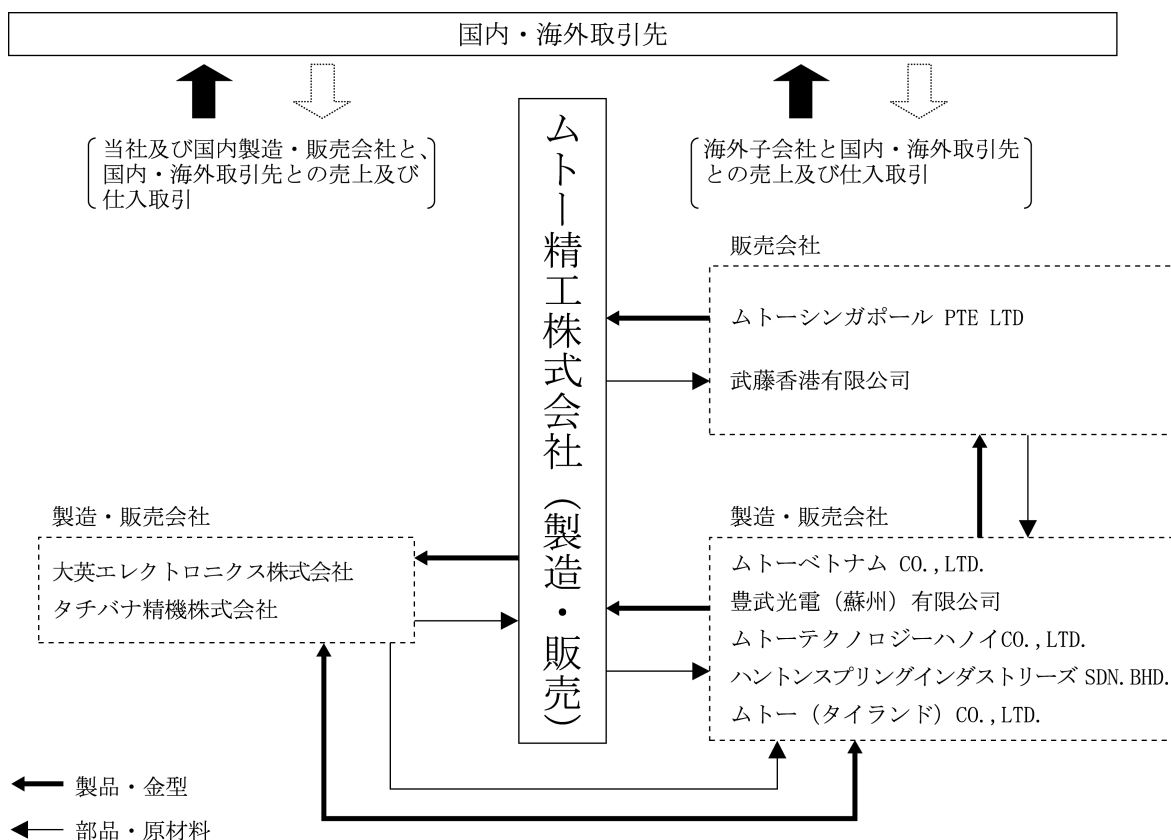 国内・海外取引先
当社及び国内製造・販売会社と、
国内・海外取引先との売上及び
仕入取引
海外子会社と国内・海外取引先
との売上及び仕入取引
ムトー精工株式会社（製造・販売）
販売会社
ムトーシンガポール PTE LTD
武藤香港有限公司
製造・販売会社
大英エレクトロニクス株式会社
タチバナ精機株式会社
製造・販売会社
ムトーベトナム CO.,LTD.
豊武光電（蘇州）有限公司
ムトーテクノロジーハノイCO.,LTD.
ハントンスプリングインダストリーズ SDN.BHD.
ムトー（タイランド）CO.,LTD.
製品・金型
部品・原材料